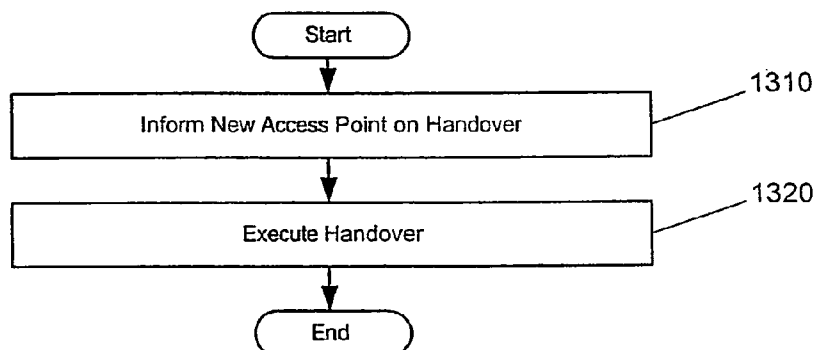 Start
Inform New Access Point on Handover
1310
Execute Handover
1320
End